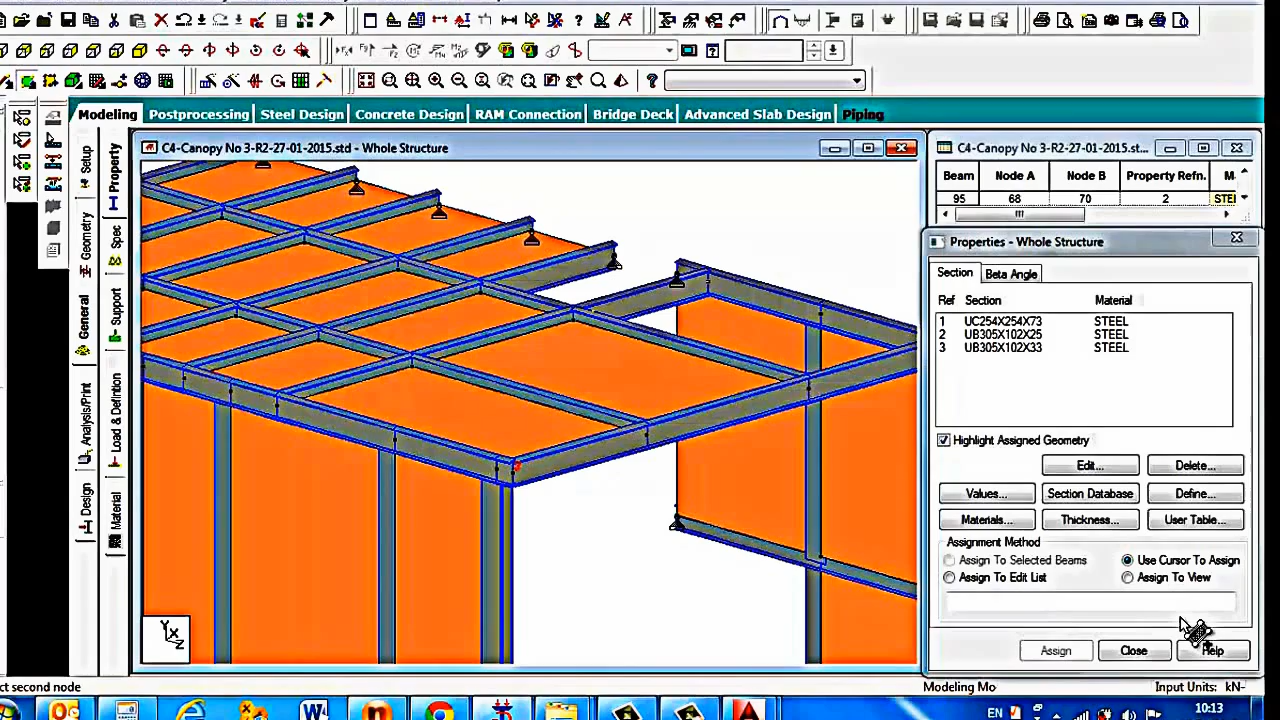 Modeling Postprocessing Steel Design Concrete Design RAM Connection Bridge Deck Advanced Slab Design Piping
Setup
Geometry
General
Analysis/Print
Design
Property
Spec
Support
Load & Definition
Material
C4-Canopy No 3-R2-27-01-2015.std - Whole Structure
Y X Z
C4-Canopy No 3-R2-27-01-2015.st...
Beam Node A Node B Property Refn. M
95 68 70 2 STEI
Properties - Whole Structure
Section Beta Angle
Ref Section Material
1 UC254X254X73 STEEL
2 UB305X102X25 STEEL
3 UB305X102X33 STEEL
Highlight Assigned Geometry
Edit... Delete...
Values... Section Database Define...
Materials... Thickness... User Table...
Assignment Method
Assign To Selected Beams Use Cursor To Assign
Assign To Edit List Assign To View
Assign Close Help
ct second node Modeling Mo Input Units: kN-
EN 10:13